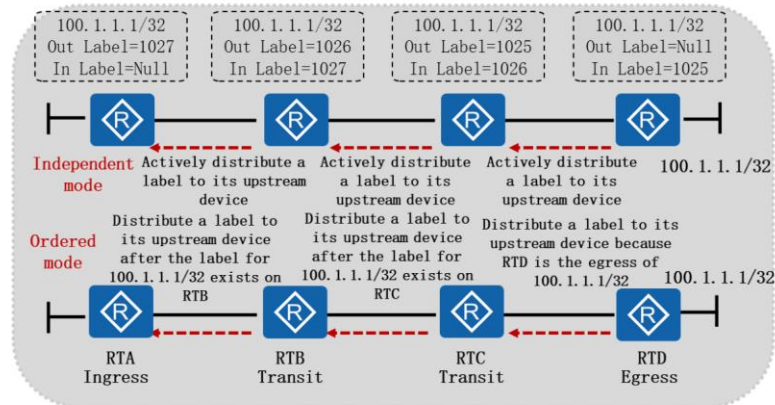 100.1.1.1/32
Out Label=1027
In Label=Null
100.1.1.1/32
Out Label=1026
In Label=1027
100.1.1.1/32
Out Label=1025
In Label=1026
100.1.1.1/32
Out Label=Null
In Label=1025
R
R
R
R
Independent
mode
Actively distribute a
label to its upstream
device
Actively distribute
a label to its
upstream device
Actively distribute
a label to its
upstream device
100.1.1.1/32
Ordered
mode
Distribute a label to
its upstream device
after the label for
100.1.1.1/32 exists on
RTB
Distribute a label to
its upstream device
after the label for
100.1.1.1/32 exists on
RTC
Distribute a label to its
upstream device because
RTD is the egress of
100.1.1.1/32
100.1.1.1/32
R
R
R
R
RTA
Ingress
RTB
Transit
RTC
Transit
RTD
Egress